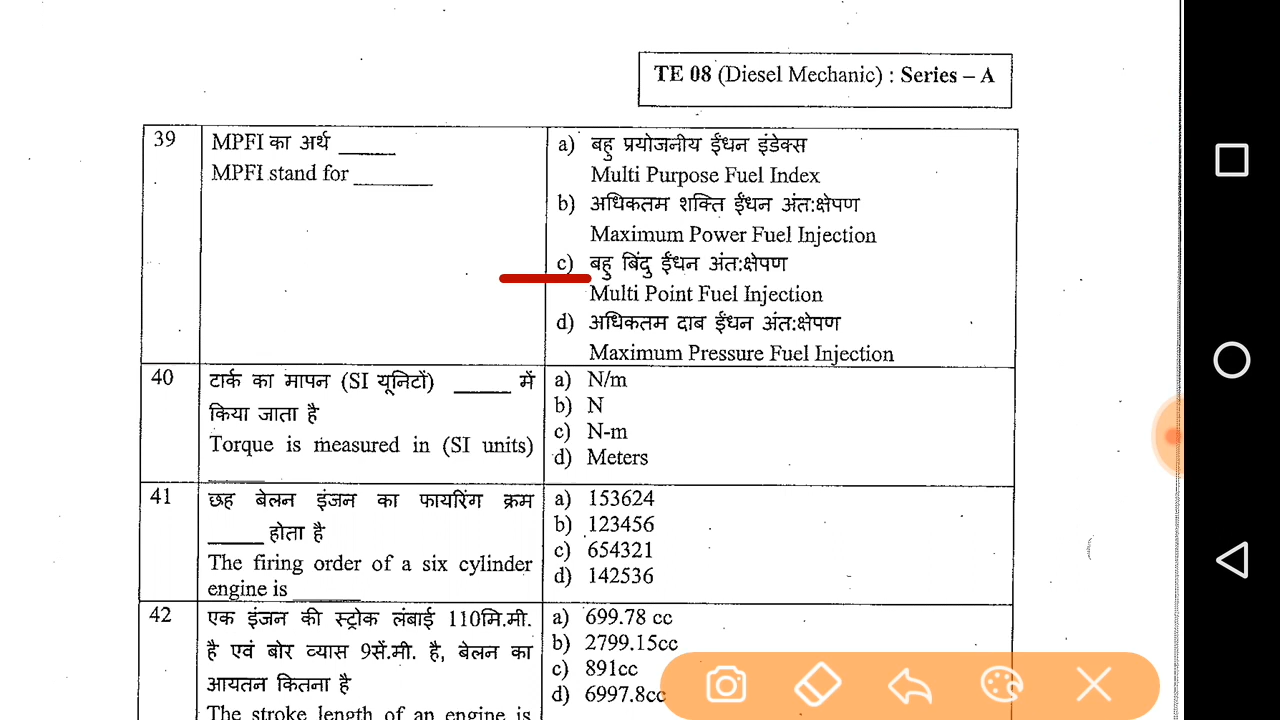 TE 08 (Diesel Mechanic) : Series – A
39
MPFI का अर्थ ______
MPFI stand for ________
a) बहु प्रयोजनीय ईंधन इंडेक्स
Multi Purpose Fuel Index
b) अधिकतम शक्ति ईंधन अंत:क्षेपण
Maximum Power Fuel Injection
c) बहु बिंदु ईंधन अंत:क्षेपण
Multi Point Fuel Injection
d) अधिकतम दाब ईंधन अंत:क्षेपण
Maximum Pressure Fuel Injection
40
टार्क का मापन (SI यूनिटों) ______ में
किया जाता है
Torque is measured in (SI units)
______
a) N/m
b) N
c) N-m
d) Meters
41
छह बेलन इंजन का फायरिंग क्रम
______ होता है
The firing order of a six cylinder
engine is _______
a) 153624
b) 123456
c) 654321
d) 142536
42
एक इंजन की स्ट्रोक लंबाई 110मि.मी.
है एवं बोर व्यास 9सें.मी. है, बेलन का
आयतन कितना है
The stroke length of an engine is
a) 699.78 cc
b) 2799.15cc
c) 891cc
d) 6997.8cc